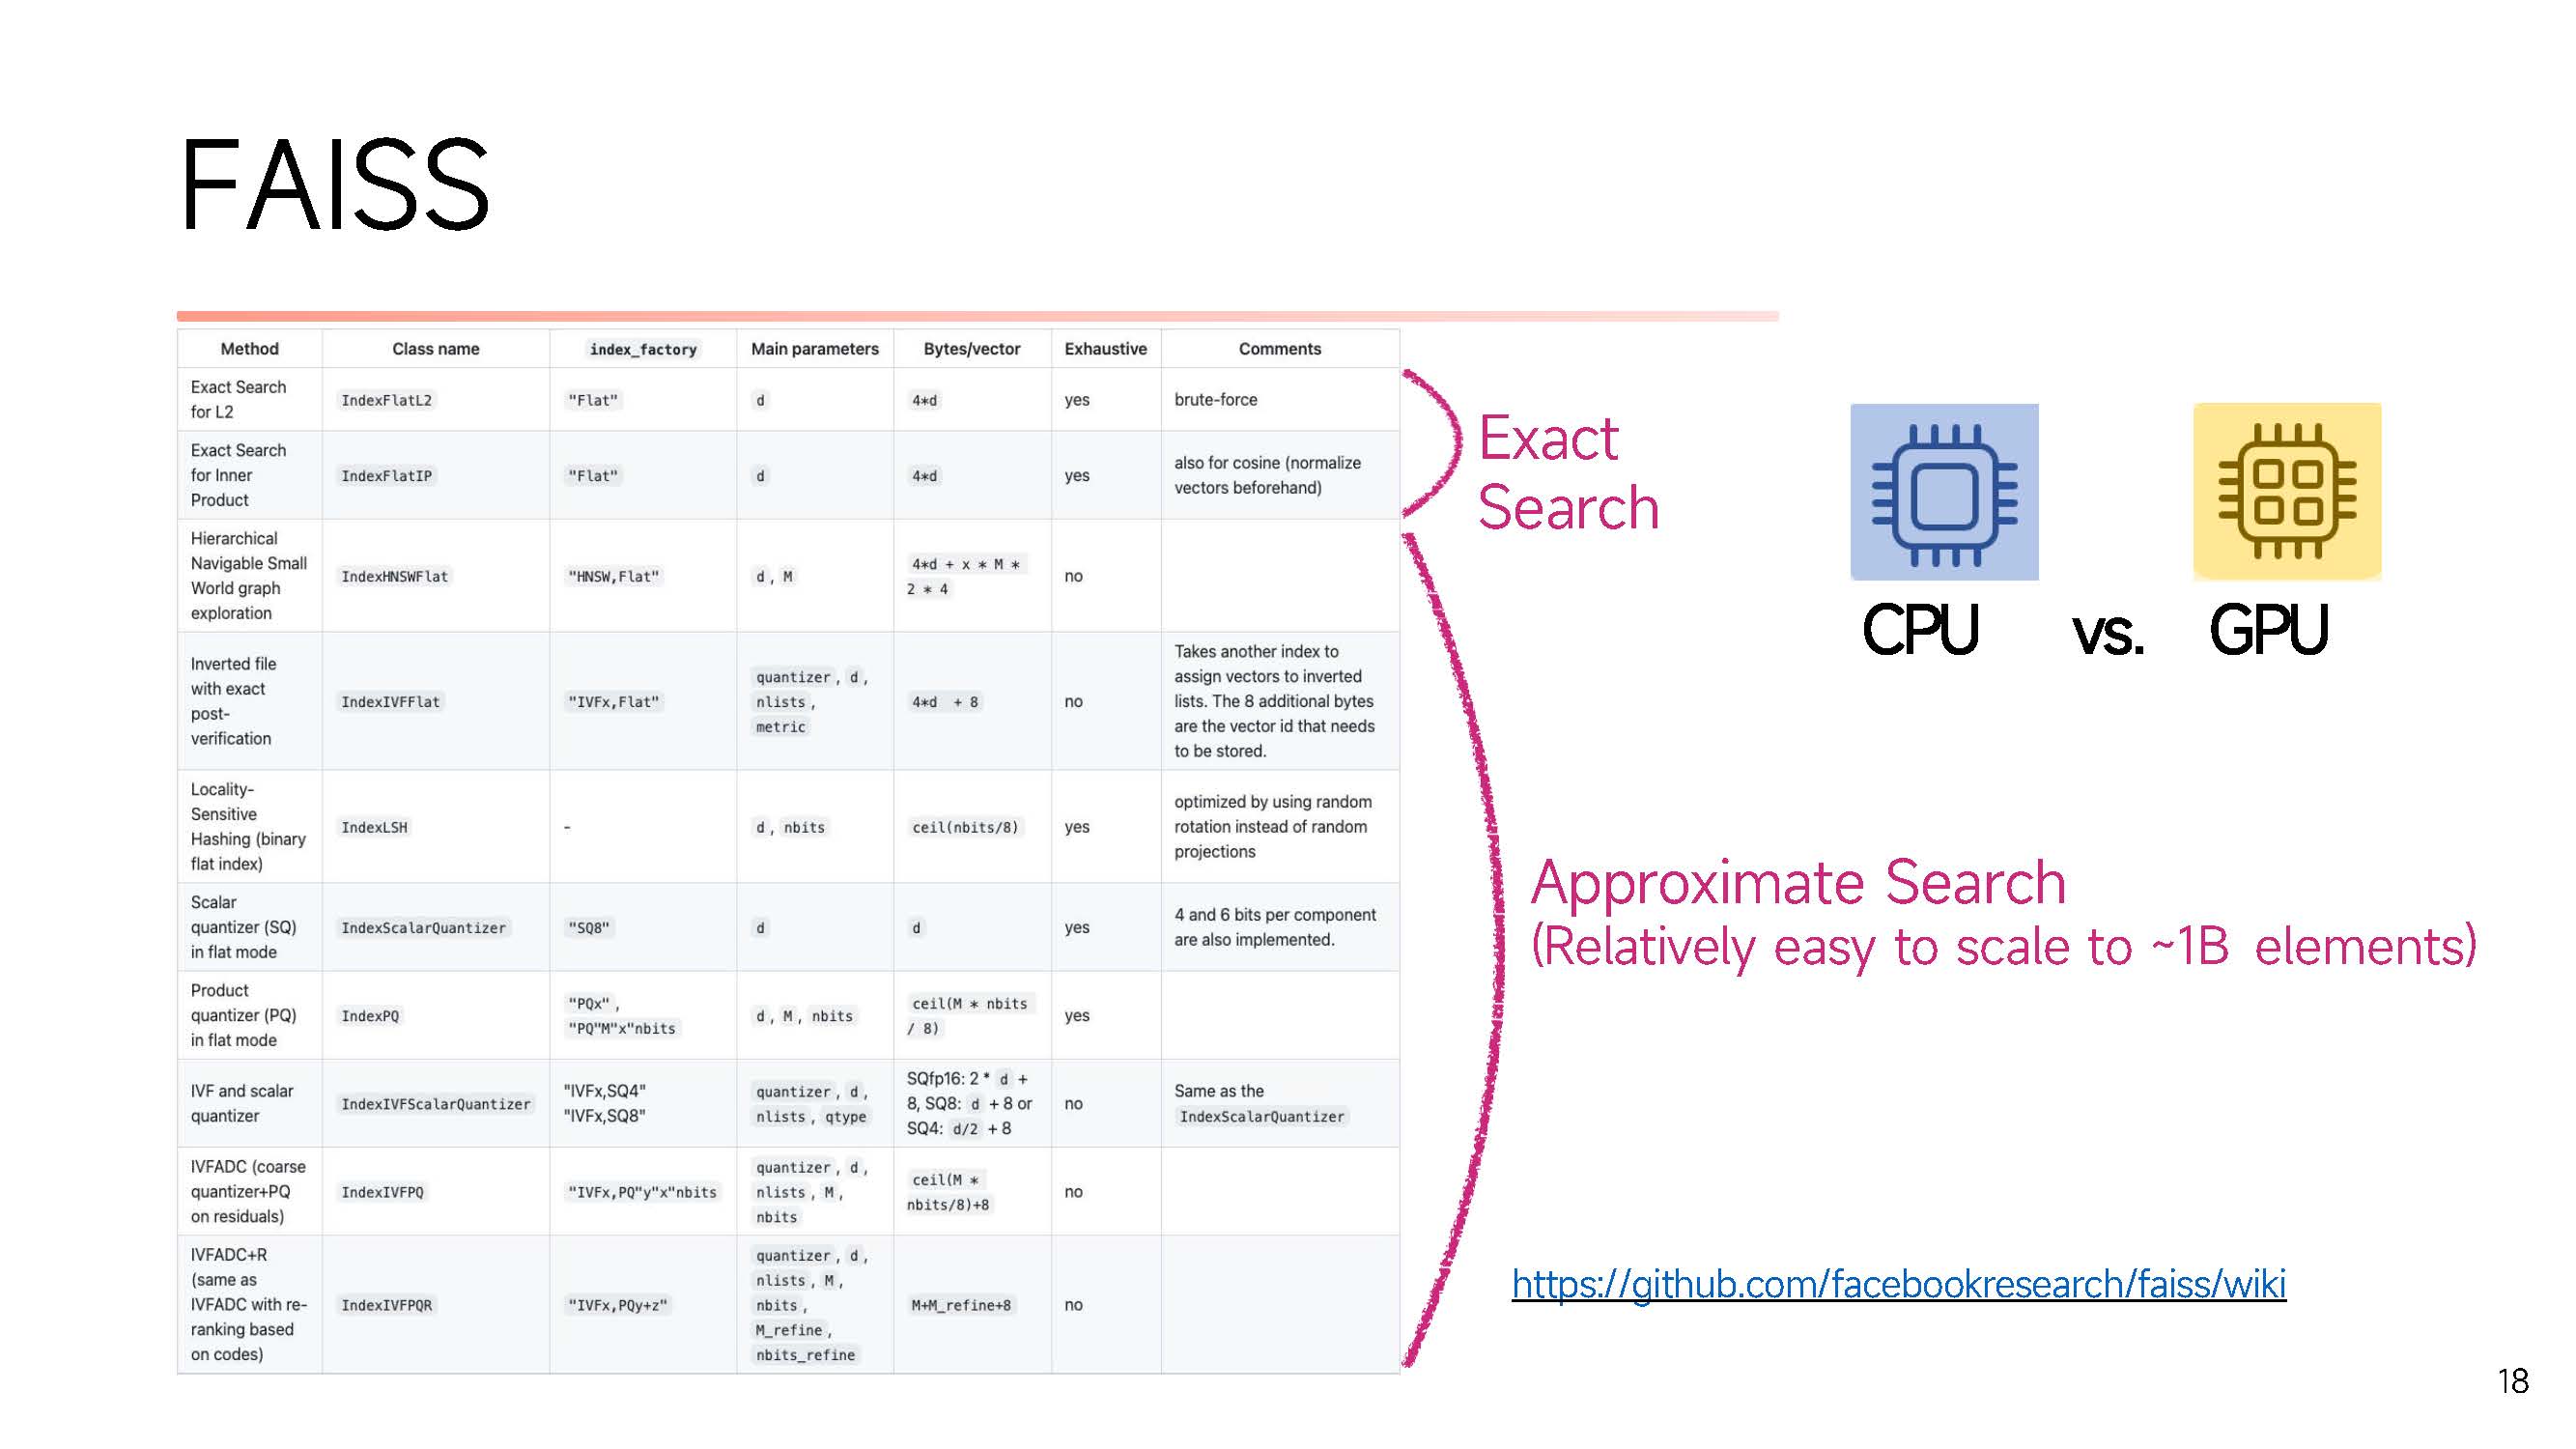 FAISS
Method Class name index_factory Main parameters Bytes/vector Exhaustive Comments
Exact Search
for L2
IndexFlatL2
"Flat"
d
4*d
yes
brute-force
Exact Search
for Inner
Product
IndexFlatIP
"Flat"
d
4*d
yes
also for cosine (normalize
vectors beforehand)
Hierarchical
Navigable Small
World graph
exploration
IndexHNSWFlat
"HNSW,Flat"
d , M
4*d + x * M *
2 * 4
no
Inverted file
with exact
post-
verification
IndexIVFFlat
"IVFx,Flat"
quantizer , d ,
nlists ,
metric
4*d + 8
no
Takes another index to
assign vectors to inverted
lists. The 8 additional bytes
are the vector id that needs
to be stored.
Locality-
Sensitive
Hashing (binary
flat index)
IndexLSH
-
d , nbits
ceil(nbits/8)
yes
optimized by using random
rotation instead of random
projections
Scalar
quantizer (SQ)
in flat mode
IndexScalarQuantizer
"SQ8"
d
d
yes
4 and 6 bits per component
are also implemented.
Product
quantizer (PQ)
in flat mode
IndexPQ
"PQx" ,
"PQ"M"x"nbits
d , M , nbits
ceil(M * nbits
/ 8)
yes
IVF and scalar
quantizer
IndexIVFScalarQuantizer
"IVFx,SQ4"
"IVFx,SQ8"
quantizer , d ,
nlists , qtype
SQfp16: 2 * d +
8, SQ8: d + 8 or
SQ4: d/2 + 8
no
Same as the
IndexScalarQuantizer
IVFADC (coarse
quantizer+PQ
on residuals)
IndexIVFPQ
"IVFx,PQ"y"x"nbits
quantizer , d ,
nlists , M ,
nbits
ceil(M *
nbits/8)+8
no
IVFADC+R
(same as
IVFADC with re-
ranking based
on codes)
IndexIVFPQR
"IVFx,PQy+z"
quantizer , d ,
nlists , M ,
nbits ,
M_refine ,
nbits_refine
M+M_refine+8
no
Exact
Search
CPU vs. GPU
Approximate Search
(Relatively easy to scale to ~1B elements)
https://github.com/facebookresearch/faiss/wiki
18